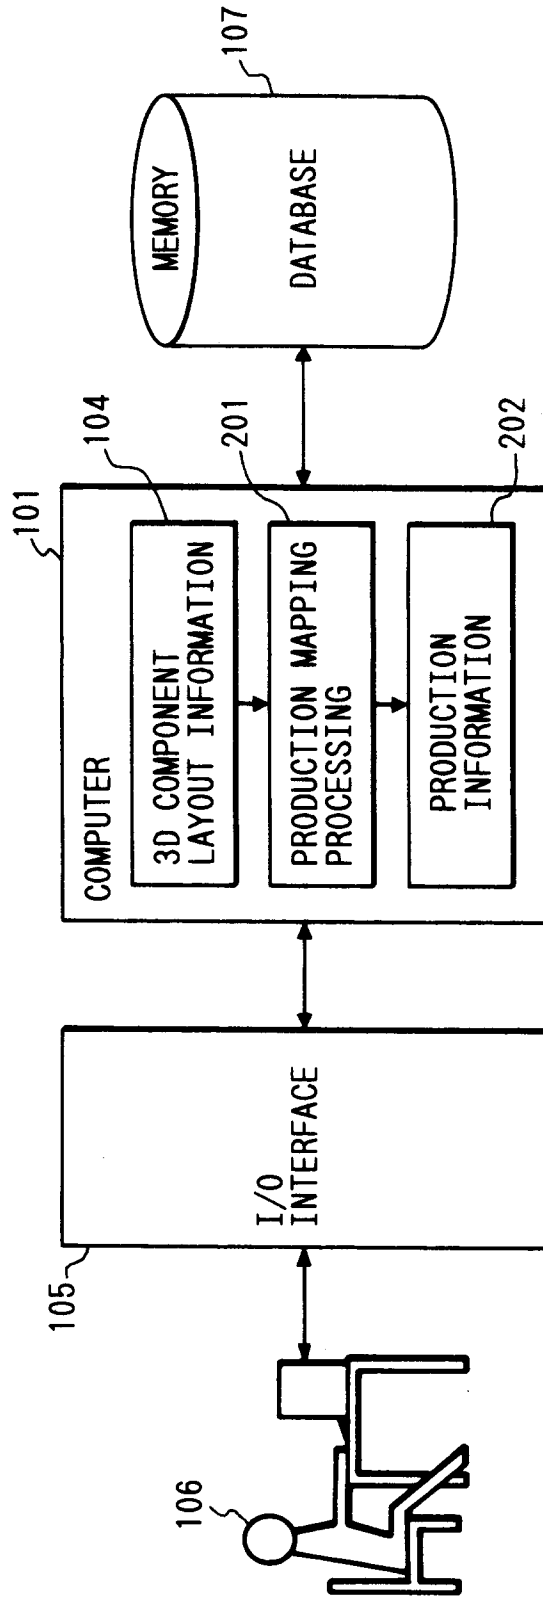 106
105
I/O
INTERFACE
101
COMPUTER
104
3D COMPONENT
LAYOUT INFORMATION
201
PRODUCTION MAPPING
PROCESSING
202
PRODUCTION
INFORMATION
107
MEMORY
DATABASE